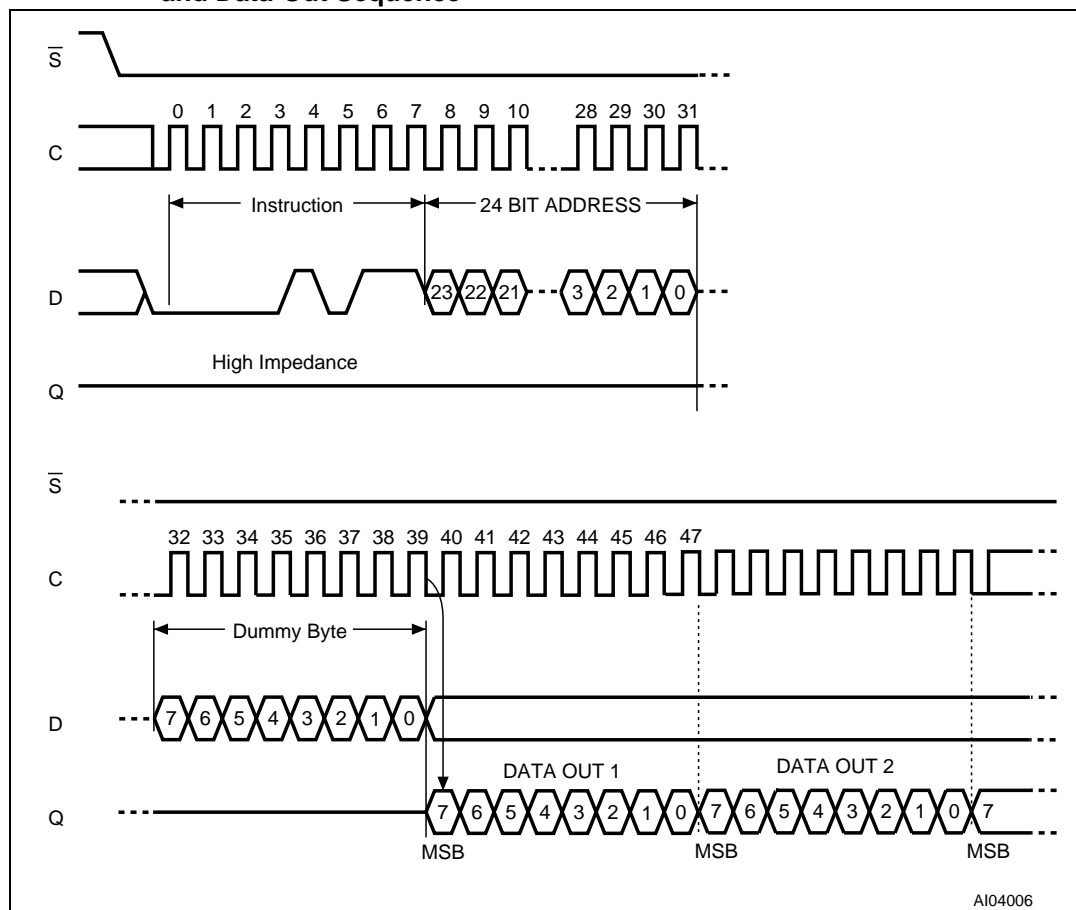 and Data-Out Sequence
S
0 1 2 3 4 5 6 7 8 9 10 28 29 30 31
C
Instruction 24 BIT ADDRESS
D 23 22 21 3 2 1 0
High Impedance
Q
S
32 33 34 35 36 37 38 39 40 41 42 43 44 45 46 47
C
Dummy Byte
D 7 6 5 4 3 2 1 0
DATA OUT 1 DATA OUT 2
Q 7 6 5 4 3 2 1 0 7 6 5 4 3 2 1 0 7
MSB MSB MSB
AI04006